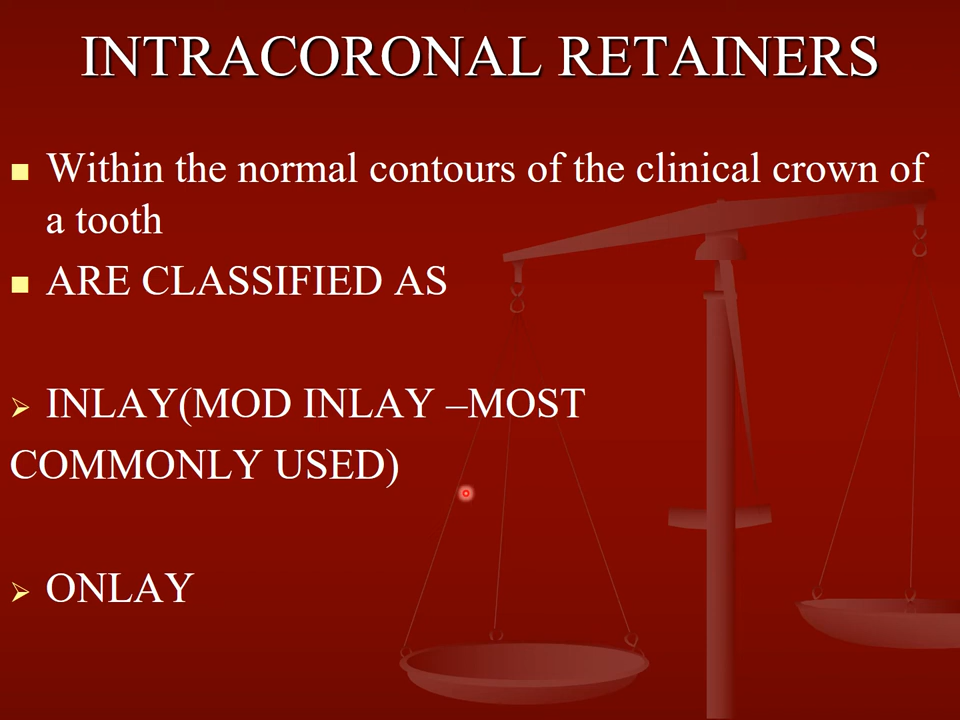 INTRACORONAL RETAINERS
Within the normal contours of the clinical crown of
a tooth
ARE CLASSIFIED AS
INLAY(MOD INLAY –MOST
COMMONLY USED)
ONLAY